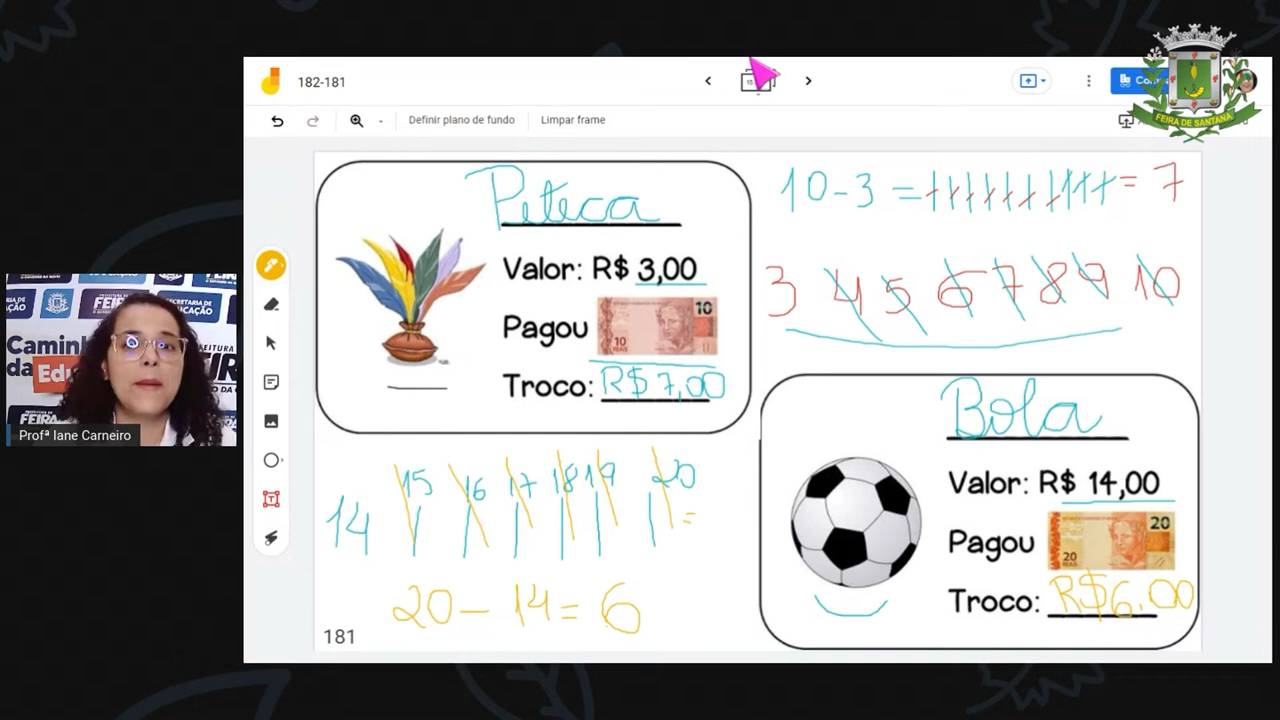 182-181
Definir plano de fundo
Limpar frame
FEIRA DE SANTANA
Peteca
Valor: R$ 3,00
Pagou
10
10
REAIS
Troco: R$ 7,00
10-3 = = 7
3 4 5 6 7 8 9 10
Bola
Valor: R$ 14,00
Pagou
20
20
REAIS
Troco: R$6.00
15 16 17 18 19 20
14 =
20 - 14 = 6
181
Caminh
da Edu
FEIRA
Profª Iane Carneiro